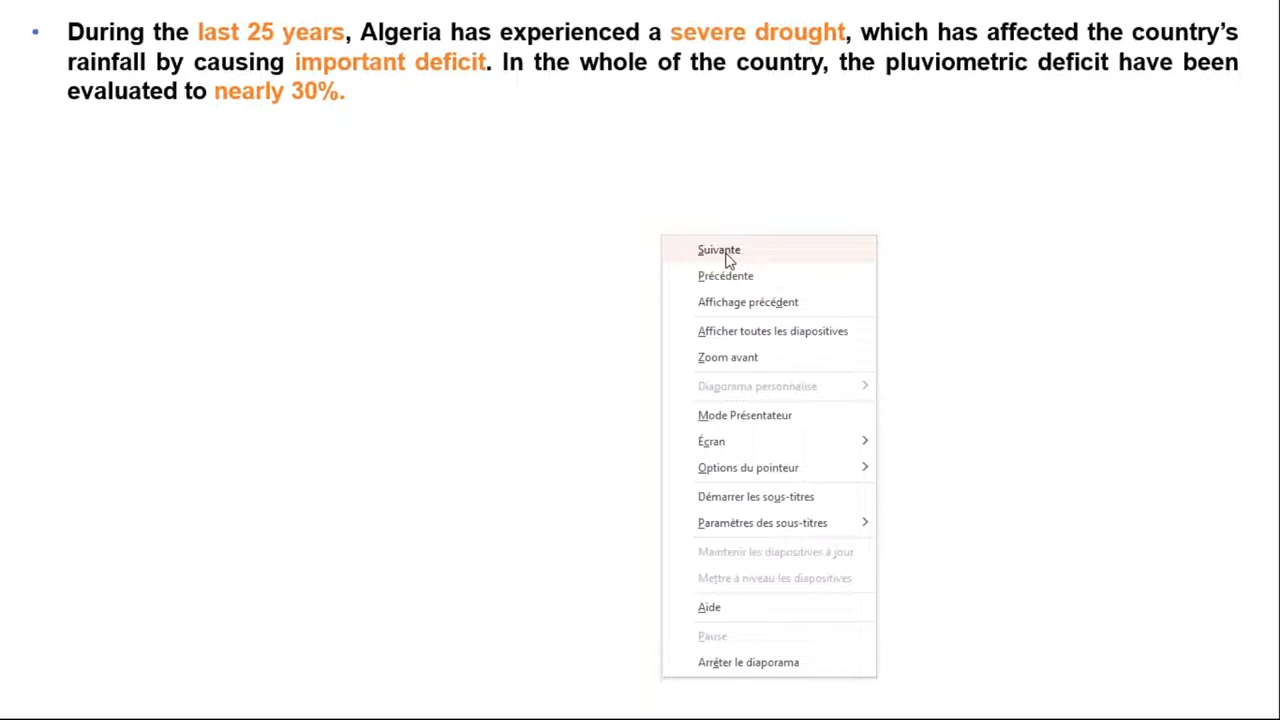 • During the last 25 years, Algeria has experienced a severe drought, which has affected the country’s
rainfall by causing important deficit. In the whole of the country, the pluviometric deficit have been
evaluated to nearly 30%.
Suivante
Précédente
Affichage précédent
Afficher toutes les diapositives
Zoom avant
Diaporama personnalisé
Mode Présentateur
Écran
Options du pointeur
Démarrer les sous-titres
Paramètres des sous-titres
Maintenir les diapositives à jour
Mettre à niveau les diapositives
Aide
Pause
Arrêter le diaporama